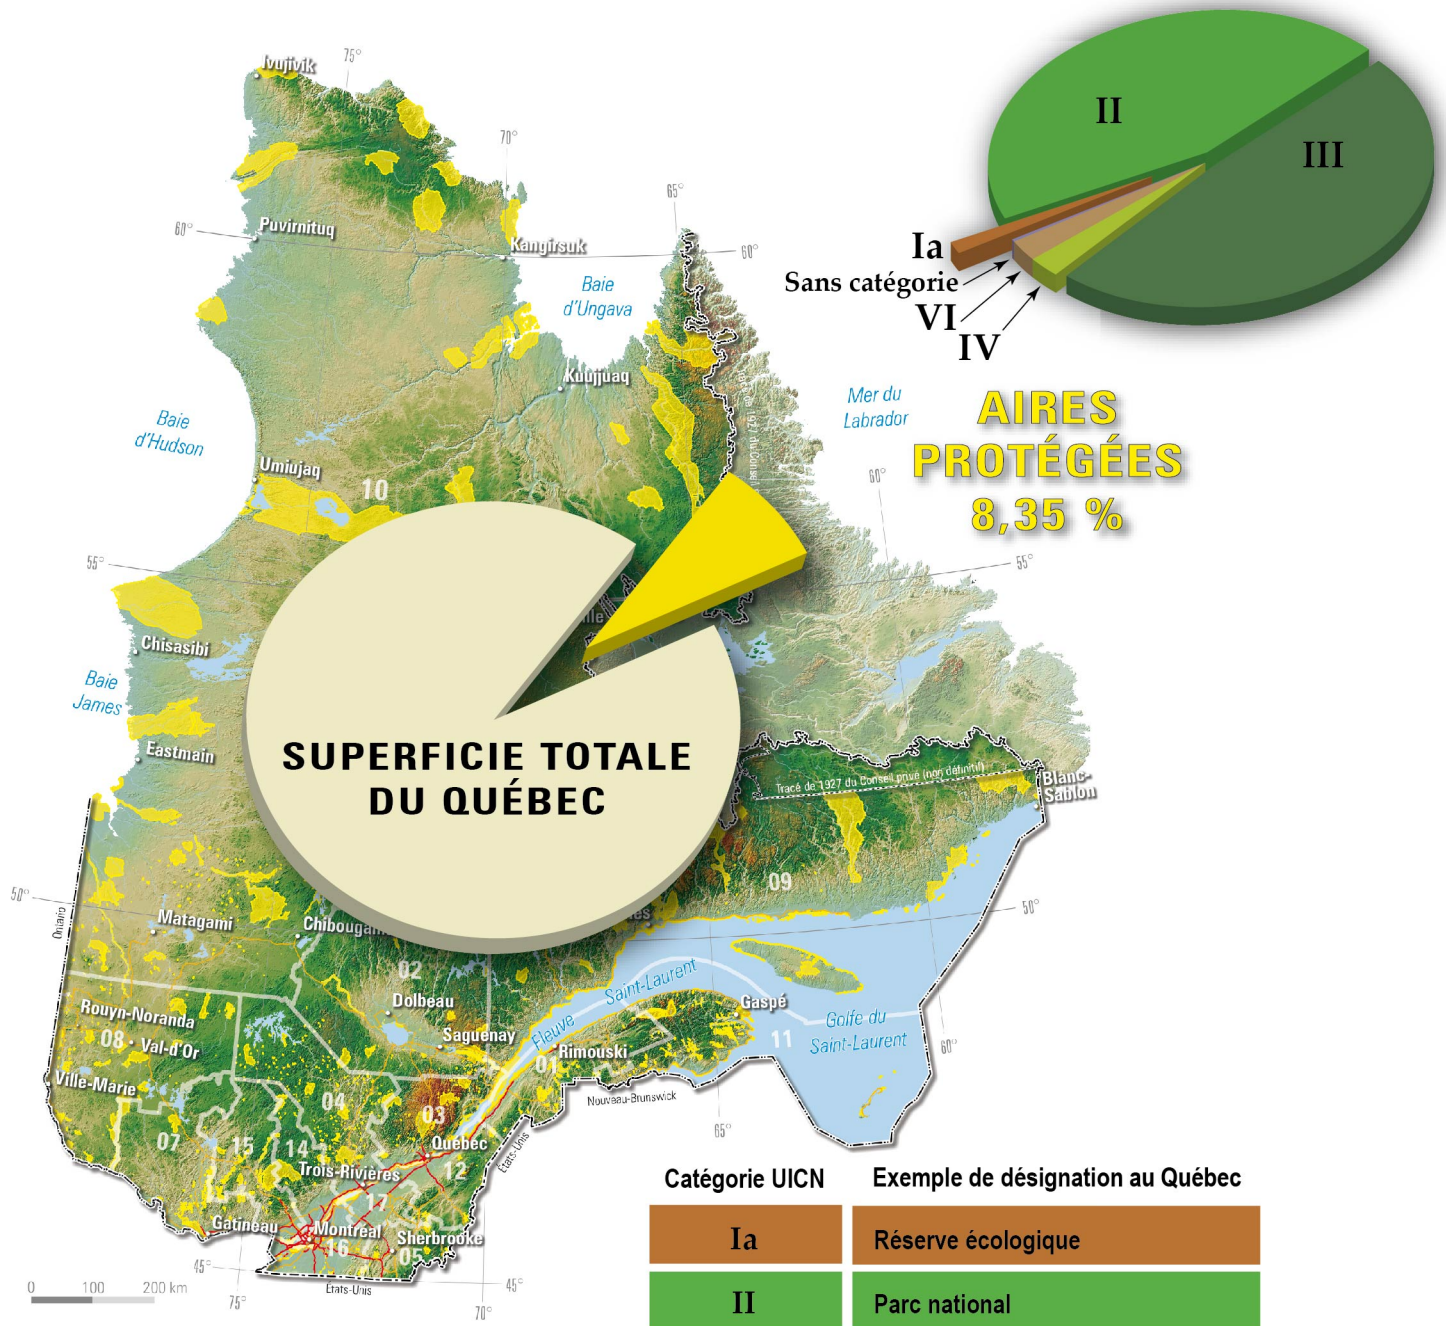 Ivujivik
75°
70°
II
III
Ia
Sans catégorie
VI
IV
65°
60°
Puvirnituq
Kangirsuk
60°
Baie
d'Ungava
Kuujjuaq
Mer du
Labrador
AIRES
PROTÉGÉES
8,35 %
Baie
d'Hudson
Umiujaq
10
60°
55°
55°
Chisasibi
Baie
James
Eastmain
SUPERFICIE TOTALE
DU QUÉBEC
Tracé de 1927 du Conseil privé (non définitif)
Blanc-
Sablon
09
50°
50°
Ontario
Matagami
02
Dolbeau
Fleuve
Saint-Laurent
Gaspé
Golfe du
Saint-Laurent
11
60°
Rouyn-Noranda
08
Val-d'Or
Saguenay
01
Rimouski
Ville-Marie
04
03
Nouveau-Brunswick
65°
07
15
14
Québec
12
États-Unis
Trois-Rivières
17
Gatineau
Montréal
16
Sherbrooke
05
45°
45°
États-Unis
0 100 200 km
75°
70°
Catégorie UICN Exemple de désignation au Québec
Ia Réserve écologique
II Parc national